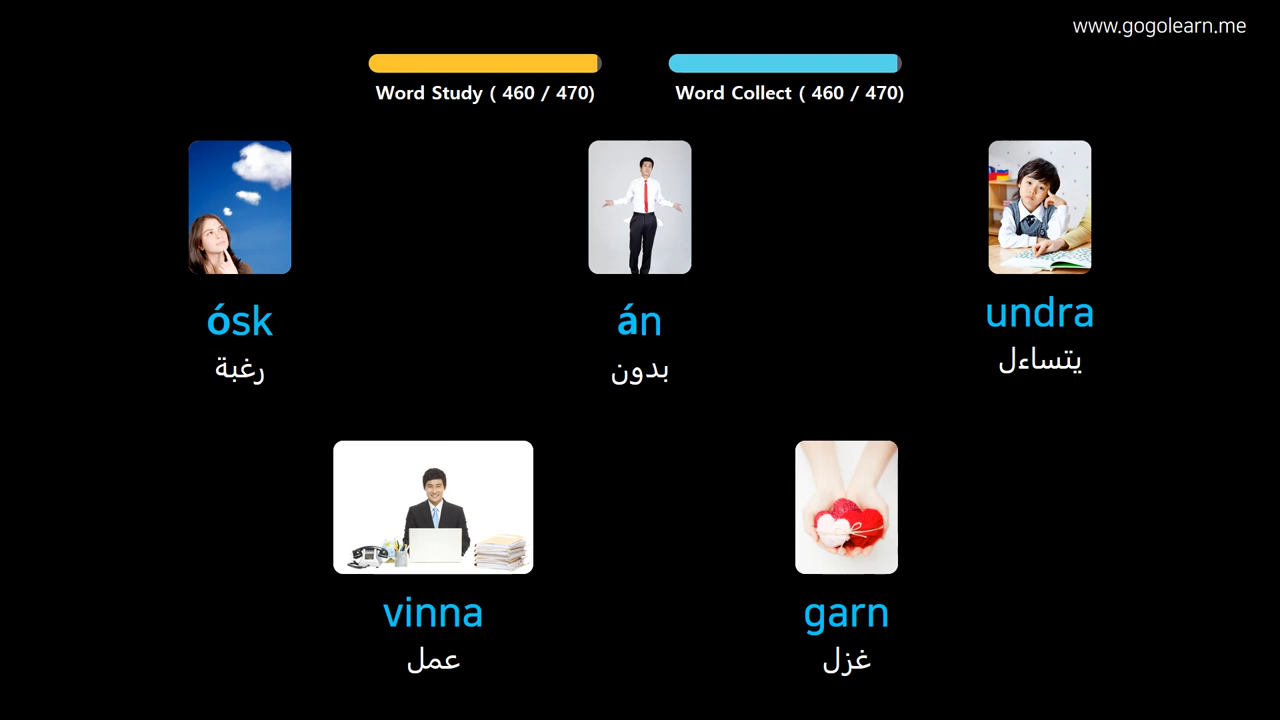 www.gogolearn.me
Word Study ( 460 / 470)
Word Collect ( 460 / 470)
ósk
رغبة
án
بدون
undra
يتساءل
vinna
عمل
garn
غزل